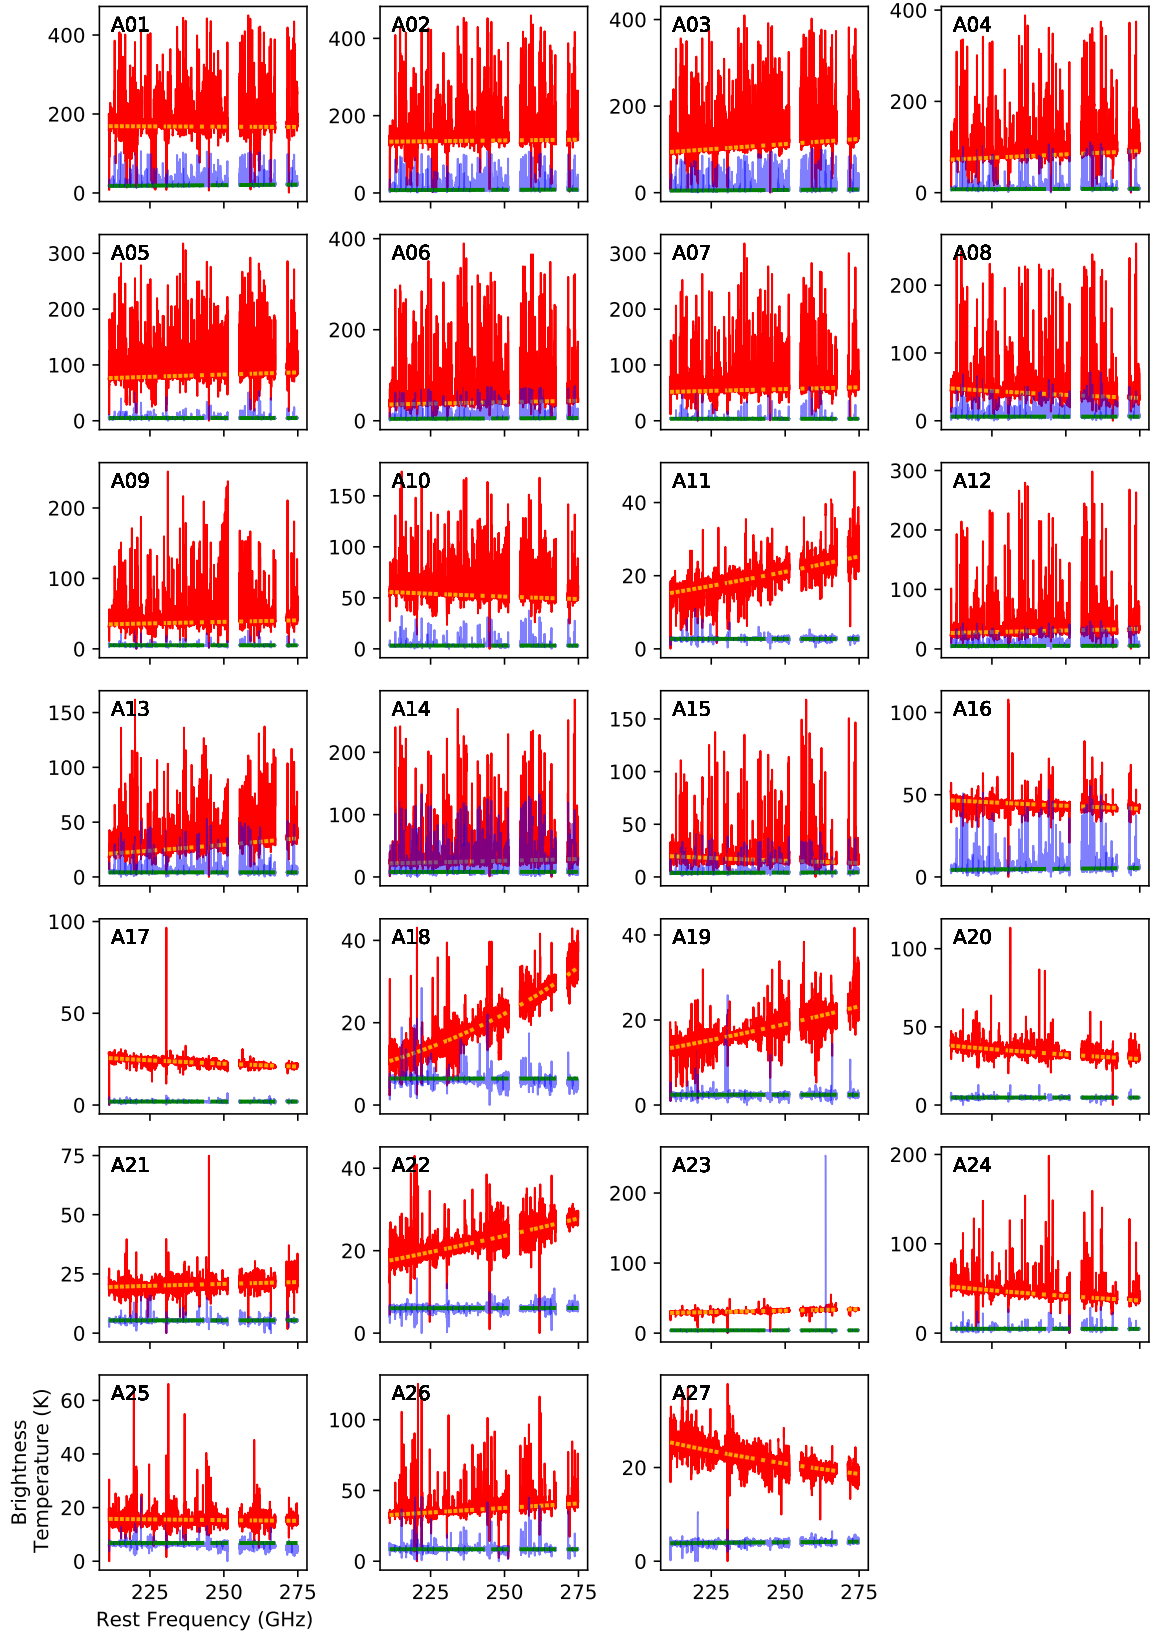 A01 A02 A03 A04
400 400 400 400
200 200 200 200
0 0 0 0
A05 A06 A07 A08
300 400 300
200 200 200 200
100 100 100
0 0 0 0
A09 A10 A11 A12
200 150 40 300
100 100 20 200
50 100
0 0 0 0
A13 A14 A15 A16
150 200 150 100
100 100 100 50
50 50
0 0 0 0
A17 A18 A19 A20
100 40 40 100
50 20 20 50
0 0 0 0
A21 A22 A23 A24
75 40 200 200
50 20 100 100
25
0 0 0 0
A25 A26 A27
60 100 20
40 50
20
0 0 0
Brightness
Temperature (K)
225 250 275 225 250 275 225 250 275
Rest Frequency (GHz)